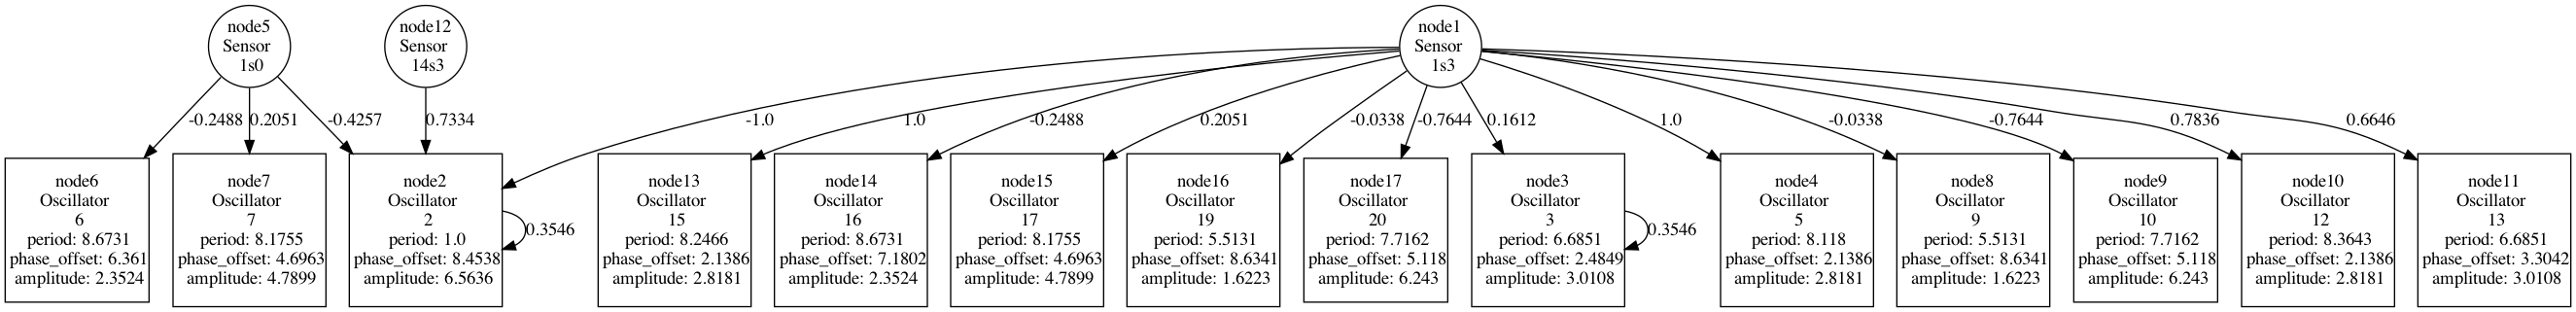 node5
Sensor
1s0
node12
Sensor
14s3
node1
Sensor
1s3
-0.2488
0.2051
-0.4257
0.7334
-1.0
1.0
-0.2488
0.2051
-0.0338
-0.7644
0.1612
1.0
-0.0338
-0.7644
0.7836
0.6646
node6
Oscillator
6
period: 8.6731
phase_offset: 6.361
amplitude: 2.3524
node7
Oscillator
7
period: 8.1755
phase_offset: 4.6963
amplitude: 4.7899
node2
Oscillator
2
period: 1.0
phase_offset: 8.4538
amplitude: 6.5636
0.3546
node13
Oscillator
15
period: 8.2466
phase_offset: 2.1386
amplitude: 2.8181
node14
Oscillator
16
period: 8.6731
phase_offset: 7.1802
amplitude: 2.3524
node15
Oscillator
17
period: 8.1755
phase_offset: 4.6963
amplitude: 4.7899
node16
Oscillator
19
period: 5.5131
phase_offset: 8.6341
amplitude: 1.6223
node17
Oscillator
20
period: 7.7162
phase_offset: 5.118
amplitude: 6.243
node3
Oscillator
3
period: 6.6851
phase_offset: 2.4849
amplitude: 3.0108
0.3546
node4
Oscillator
5
period: 8.118
phase_offset: 2.1386
amplitude: 2.8181
node8
Oscillator
9
period: 5.5131
phase_offset: 8.6341
amplitude: 1.6223
node9
Oscillator
10
period: 7.7162
phase_offset: 5.118
amplitude: 6.243
node10
Oscillator
12
period: 8.3643
phase_offset: 2.1386
amplitude: 2.8181
node11
Oscillator
13
period: 6.6851
phase_offset: 3.3042
amplitude: 3.0108